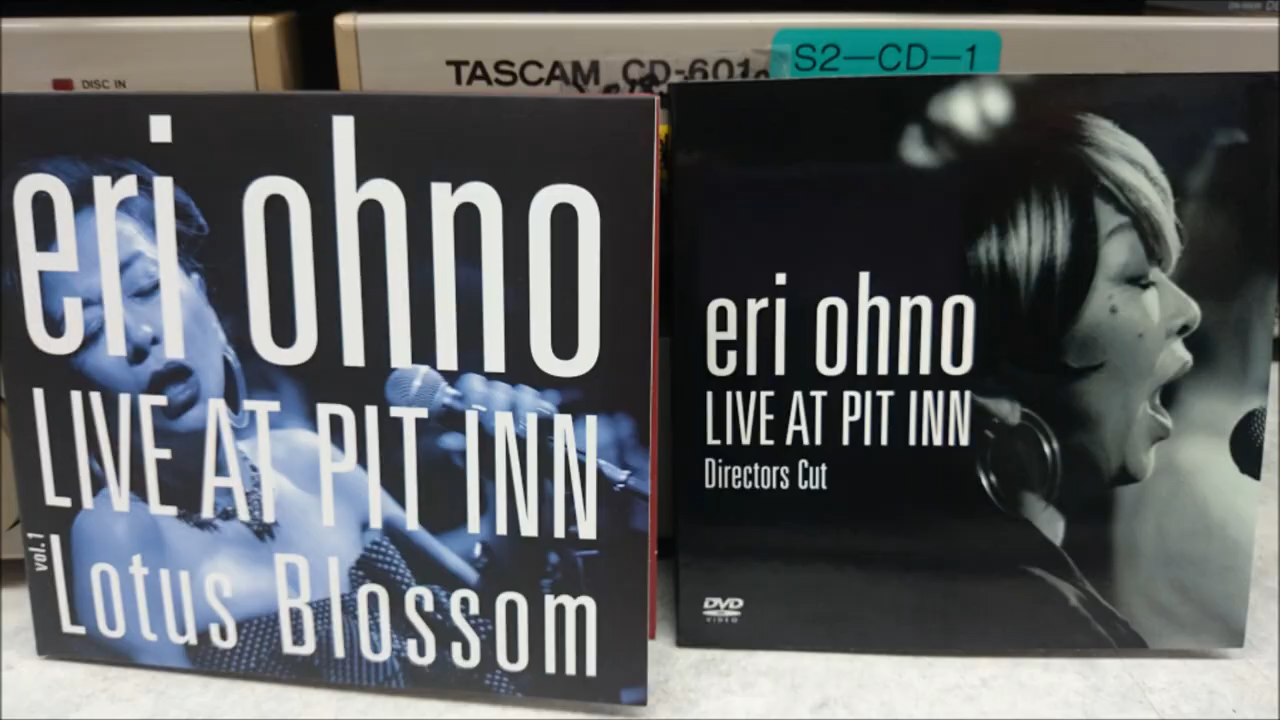 DISC IN
TASCAM CD-601
S2-CD-1
eri ohno
LIVE AT PIT INN
vol.1
Lotus Blossom
eri ohno
LIVE AT PIT INN
Directors Cut
DVD
VIDEO